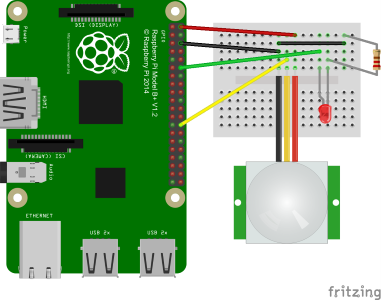 DSI (DISPLAY)
Power
GPIO
Raspberry Pi Model B+ V1.2
© Raspberry Pi 2014
HDMI
CSI (CAMERA)
Audio
ETHERNET
USB 2x
USB 2x
fritzing